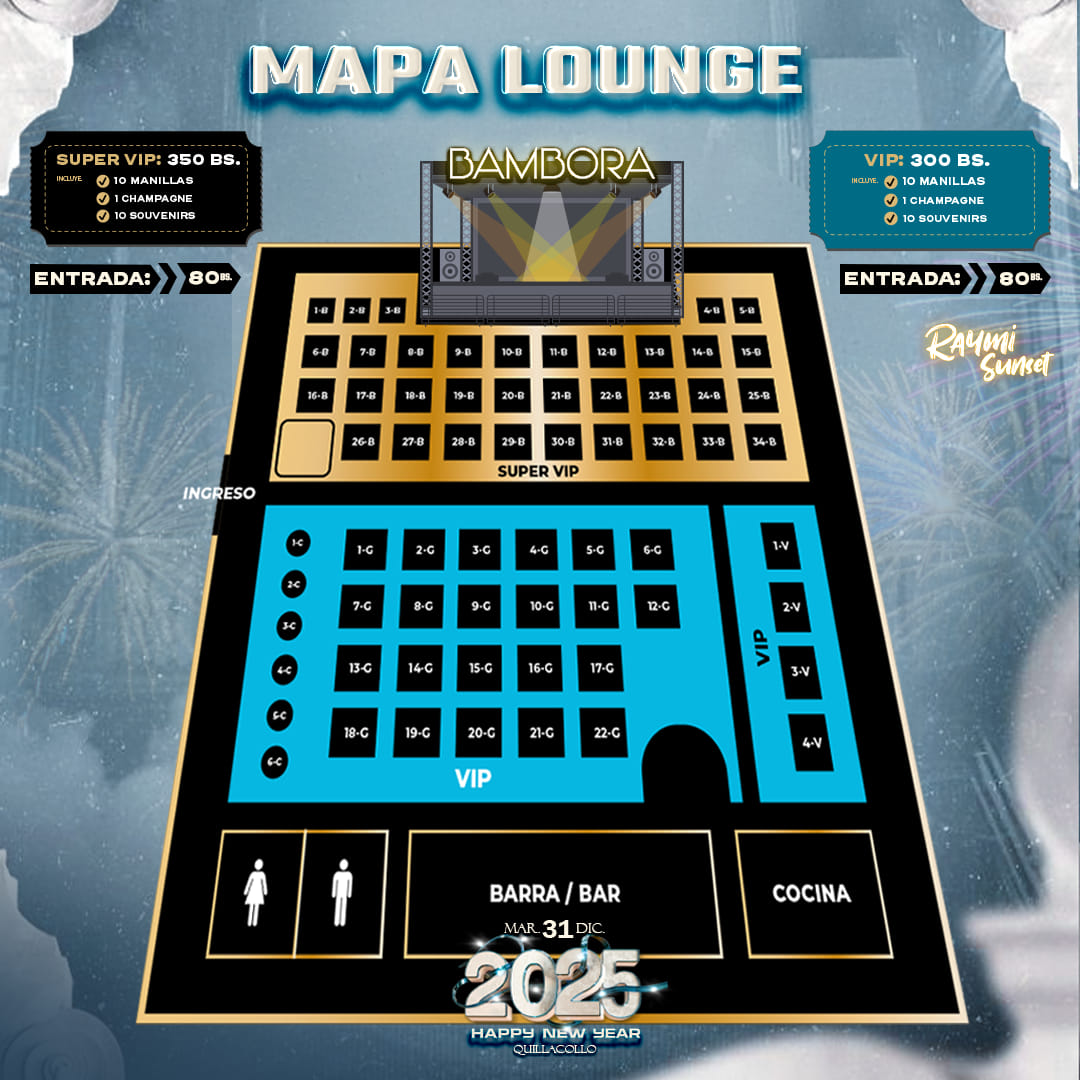 MAPA LOUNGE
SUPER VIP: 350 BS.
INCLUYE.
10 MANILLAS
1 CHAMPAGNE
10 SOUVENIRS
ENTRADA: 80 BS.
BAMBORA
VIP: 300 BS.
INCLUYE.
10 MANILLAS
1 CHAMPAGNE
10 SOUVENIRS
ENTRADA: 80 BS.
Raymi
Sunset
1-B 2-B 3-B 4-B 5-B
6-B 7-B 8-B 9-B 10-B 11-B 12-B 13-B 14-B 15-B
16-B 17-B 18-B 19-B 20-B 21-B 22-B 23-B 24-B 25-B
26-B 27-B 28-B 29-B 30-B 31-B 32-B 33-B 34-B
SUPER VIP
INGRESO
1-C
2-C
3-C
4-C
5-C
6-C
1-G 2-G 3-G 4-G 5-G 6-G
7-G 8-G 9-G 10-G 11-G 12-G
13-G 14-G 15-G 16-G 17-G
18-G 19-G 20-G 21-G 22-G
VIP
1-V
2-V
3-V
4-V
VIP
BARRA / BAR
COCINA
MAR. 31 DIC.
2025
HAPPY NEW YEAR
QUILLACOLLO